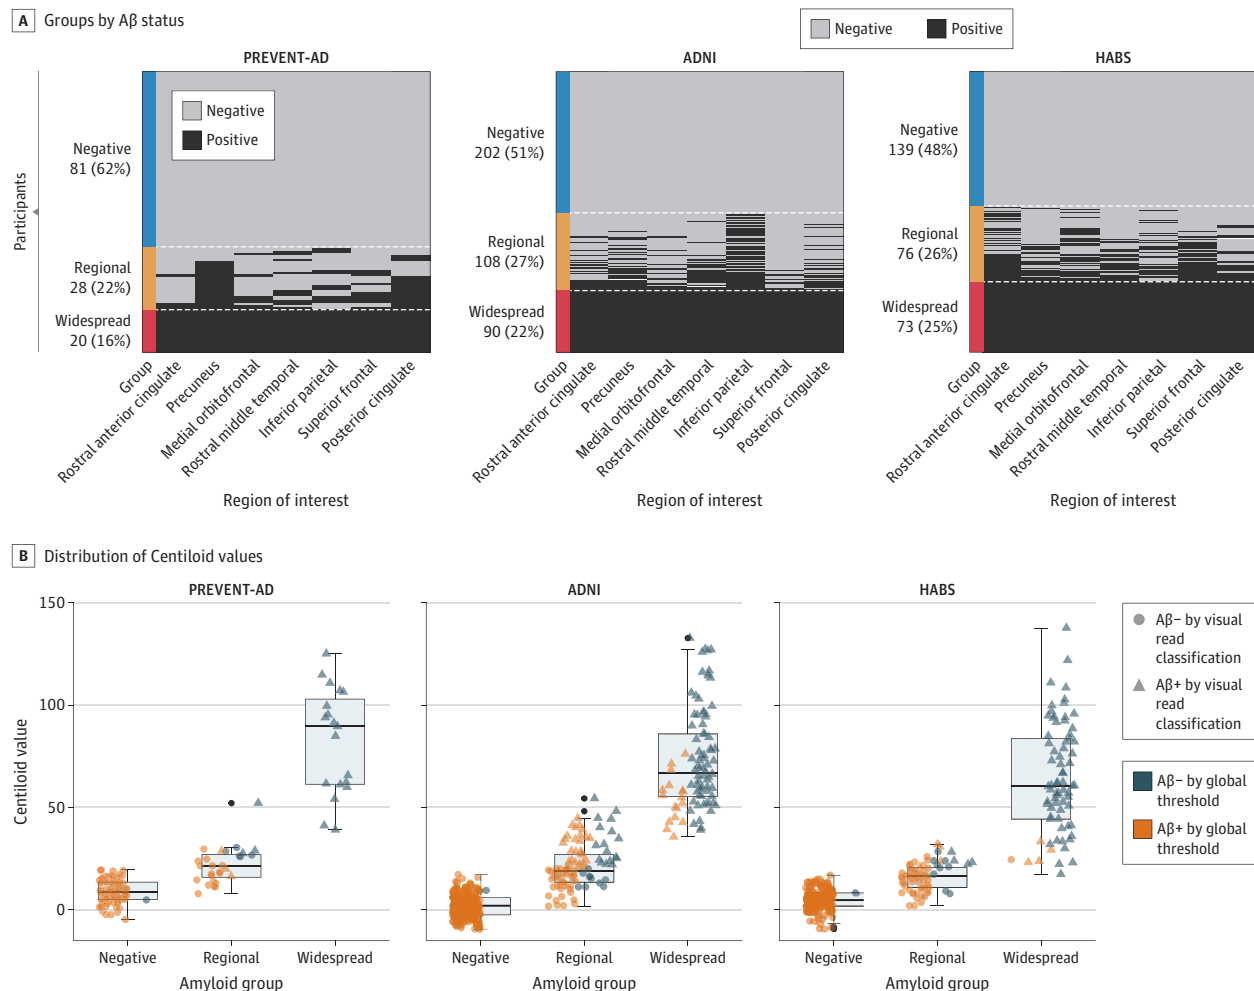 A Groups by Aβ status
Negative Positive
PREVENT-AD
ADNI
HABS
Participants
Negative
81 (62%)
Regional
28 (22%)
Widespread
20 (16%)
Negative
Positive
Group
Rostral anterior cingulate
Precuneus
Medial orbitofrontal
Rostral middle temporal
Inferior parietal
Superior frontal
Posterior cingulate
Region of interest
Negative
202 (51%)
Regional
108 (27%)
Widespread
90 (22%)
Group
Rostral anterior cingulate
Precuneus
Medial orbitofrontal
Rostral middle temporal
Inferior parietal
Superior frontal
Posterior cingulate
Region of interest
Negative
139 (48%)
Regional
76 (26%)
Widespread
73 (25%)
Group
Rostral anterior cingulate
Precuneus
Medial orbitofrontal
Rostral middle temporal
Inferior parietal
Superior frontal
Posterior cingulate
Region of interest
B Distribution of Centiloid values
PREVENT-AD
ADNI
HABS
Centiloid value
150
100
50
0
Negative Regional Widespread
Amyloid group
Negative Regional Widespread
Amyloid group
Negative Regional Widespread
Amyloid group
Aβ− by visual
read
classification
Aβ+ by visual
read
classification
Aβ− by global
threshold
Aβ+ by global
threshold